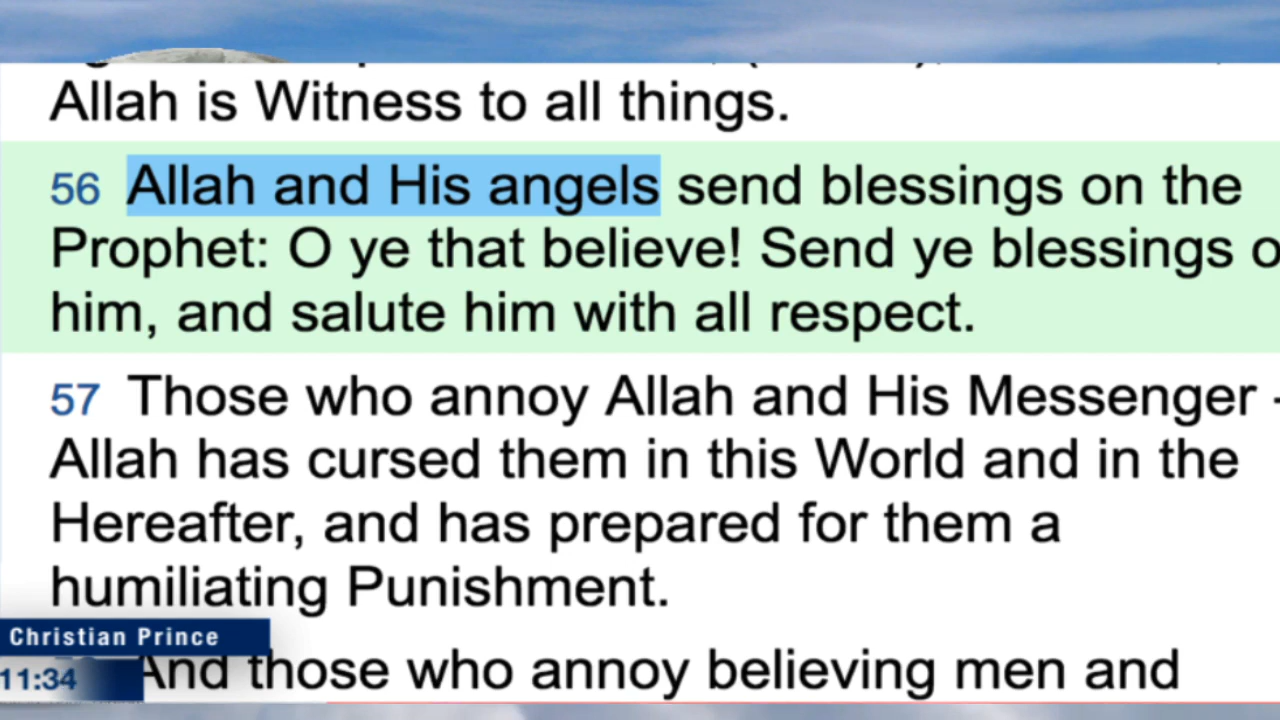 Allah is Witness to all things.
56 Allah and His angels send blessings on the
Prophet: O ye that believe! Send ye blessings o
him, and salute him with all respect.
57 Those who annoy Allah and His Messenger -
Allah has cursed them in this World and in the
Hereafter, and has prepared for them a
humiliating Punishment.
Christian Prince
And those who annoy believing men and
11:34